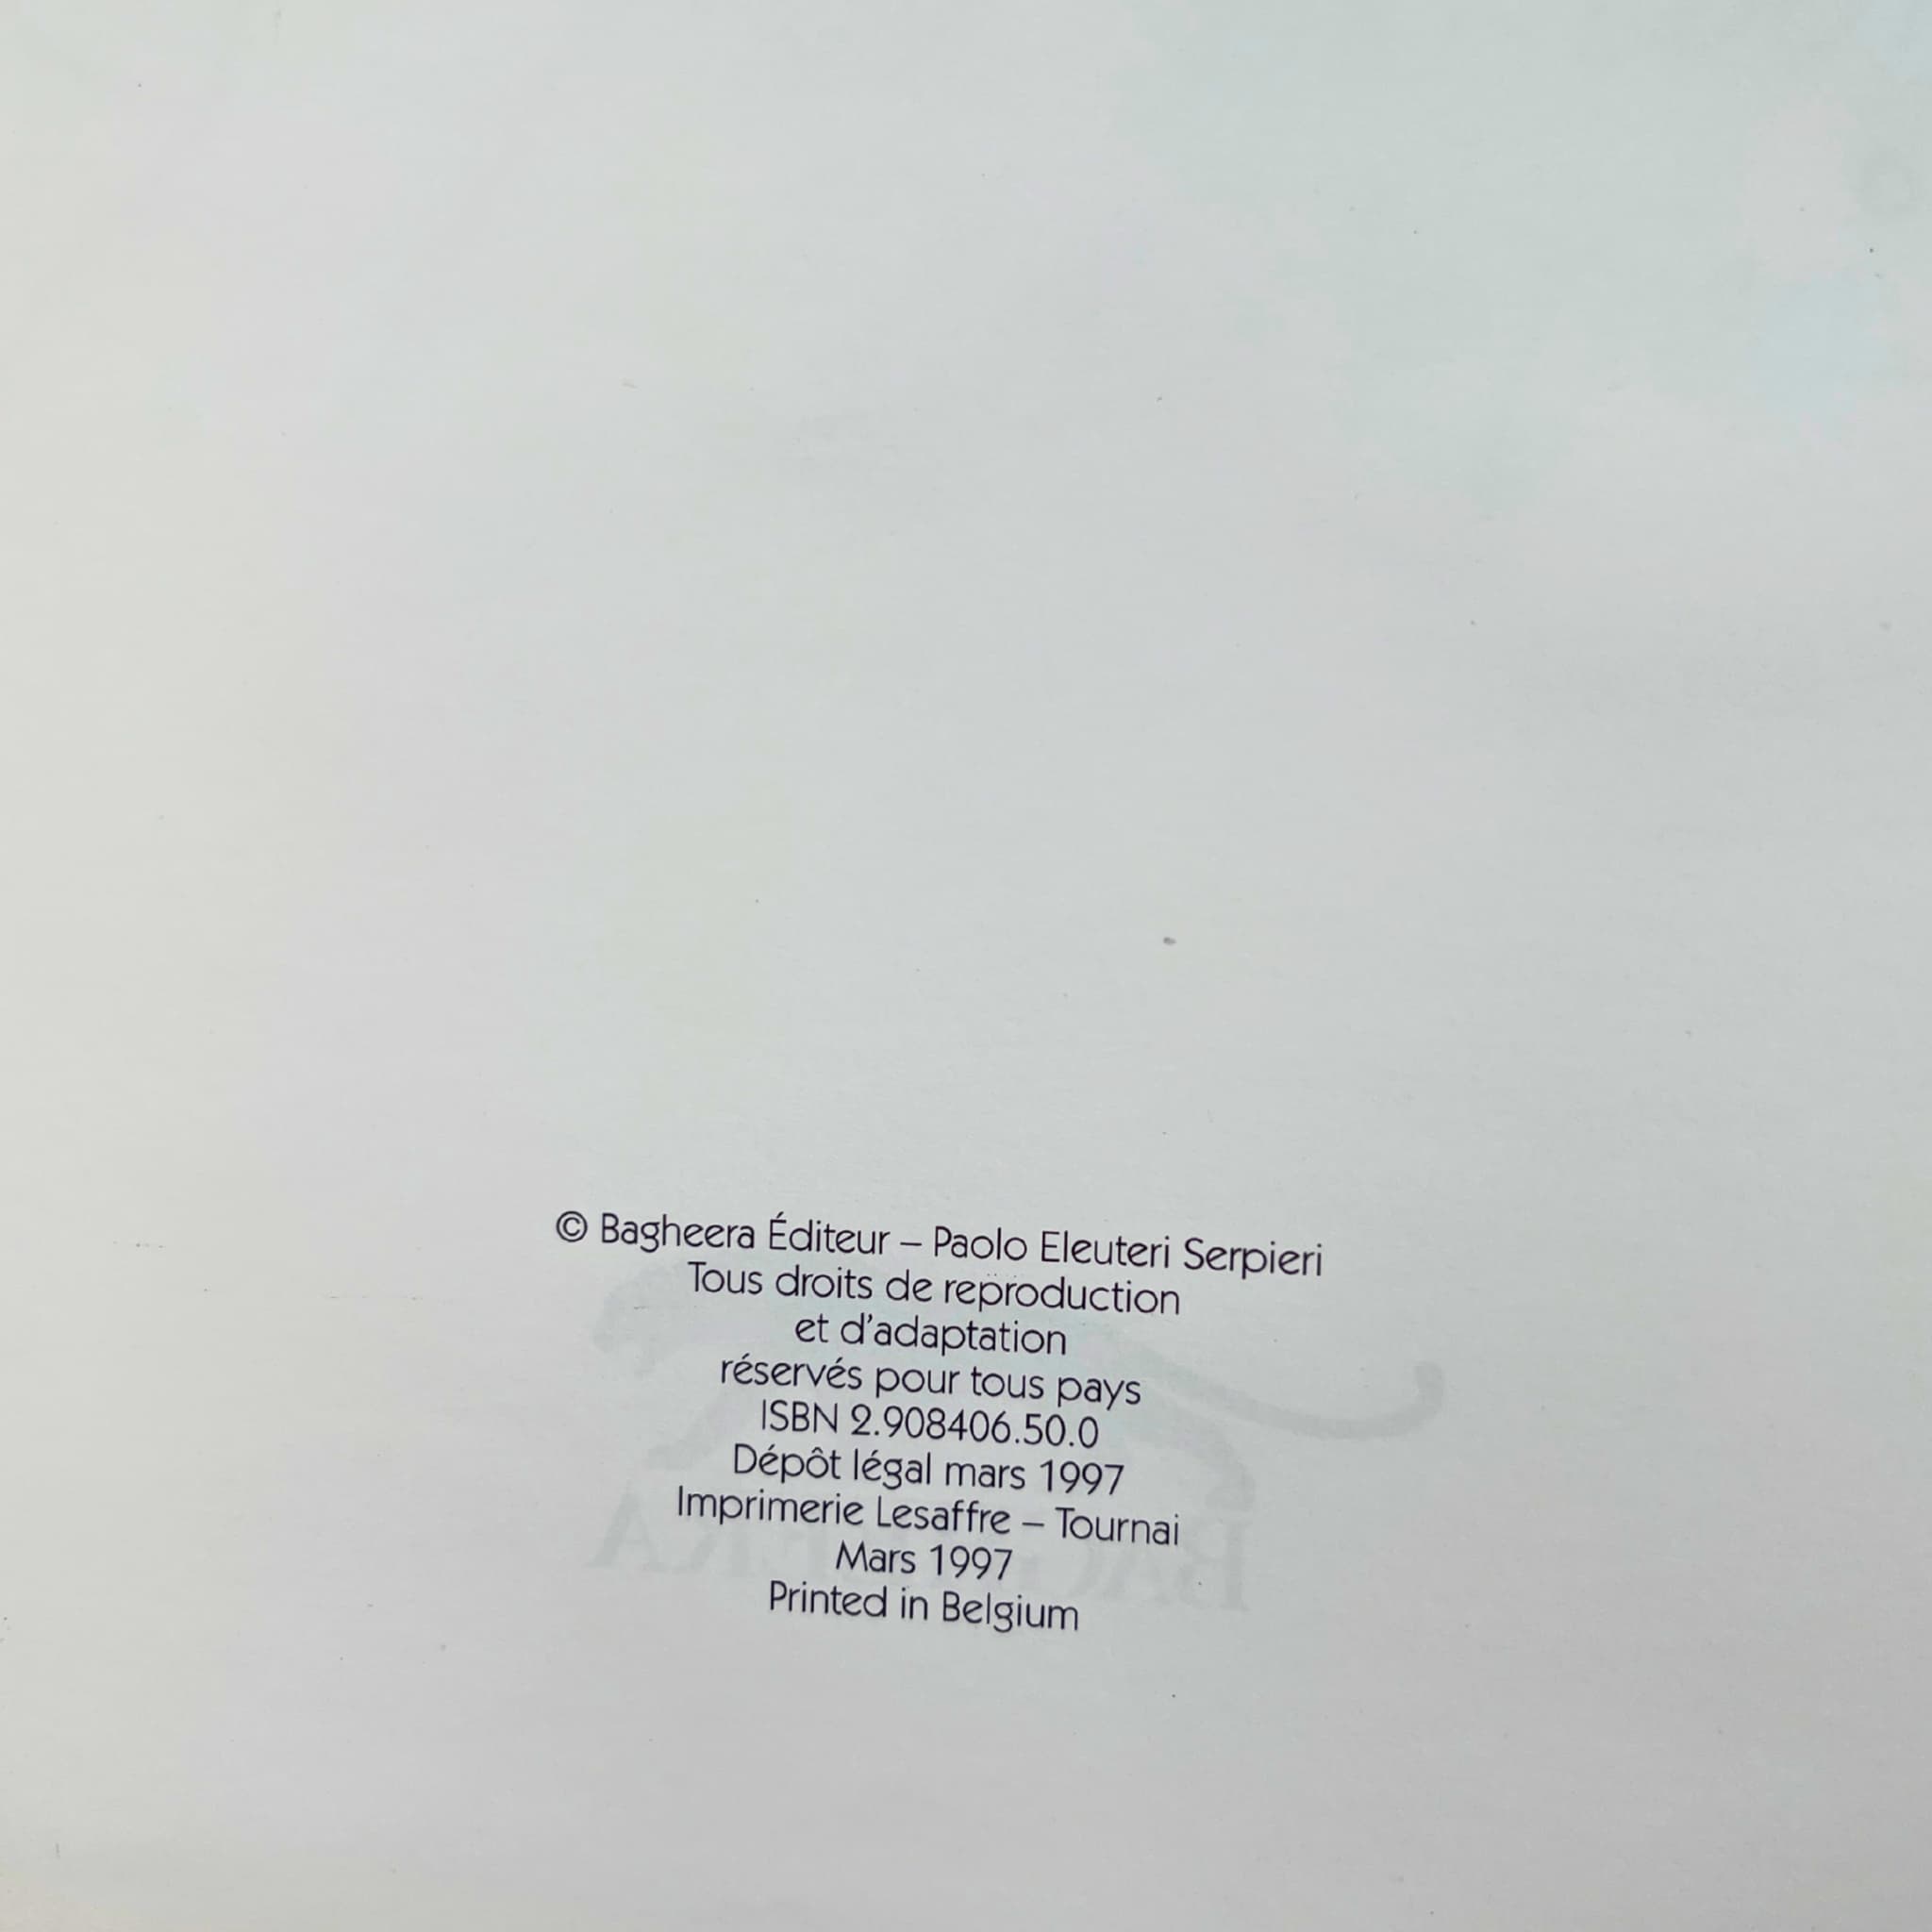 © Bagheera Éditeur – Paolo Eleuteri Serpieri
Tous droits de reproduction
et d'adaptation
réservés pour tous pays
ISBN 2.908406.50.0
Dépôt légal mars 1997
Imprimerie Lesaffre – Tournai
Mars 1997
Printed in Belgium